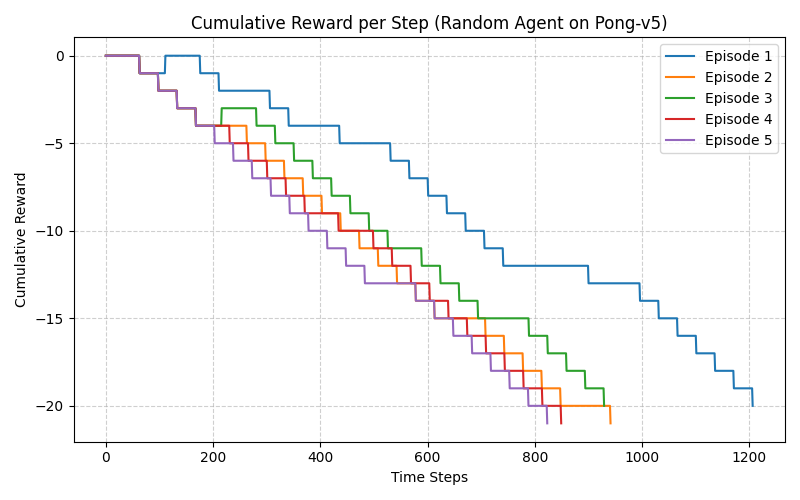 Cumulative Reward per Step (Random Agent on Pong-v5)
Episode 1
Episode 2
Episode 3
Episode 4
Episode 5
Cumulative Reward
0
−5
−10
−15
−20
0 200 400 600 800 1000 1200
Time Steps